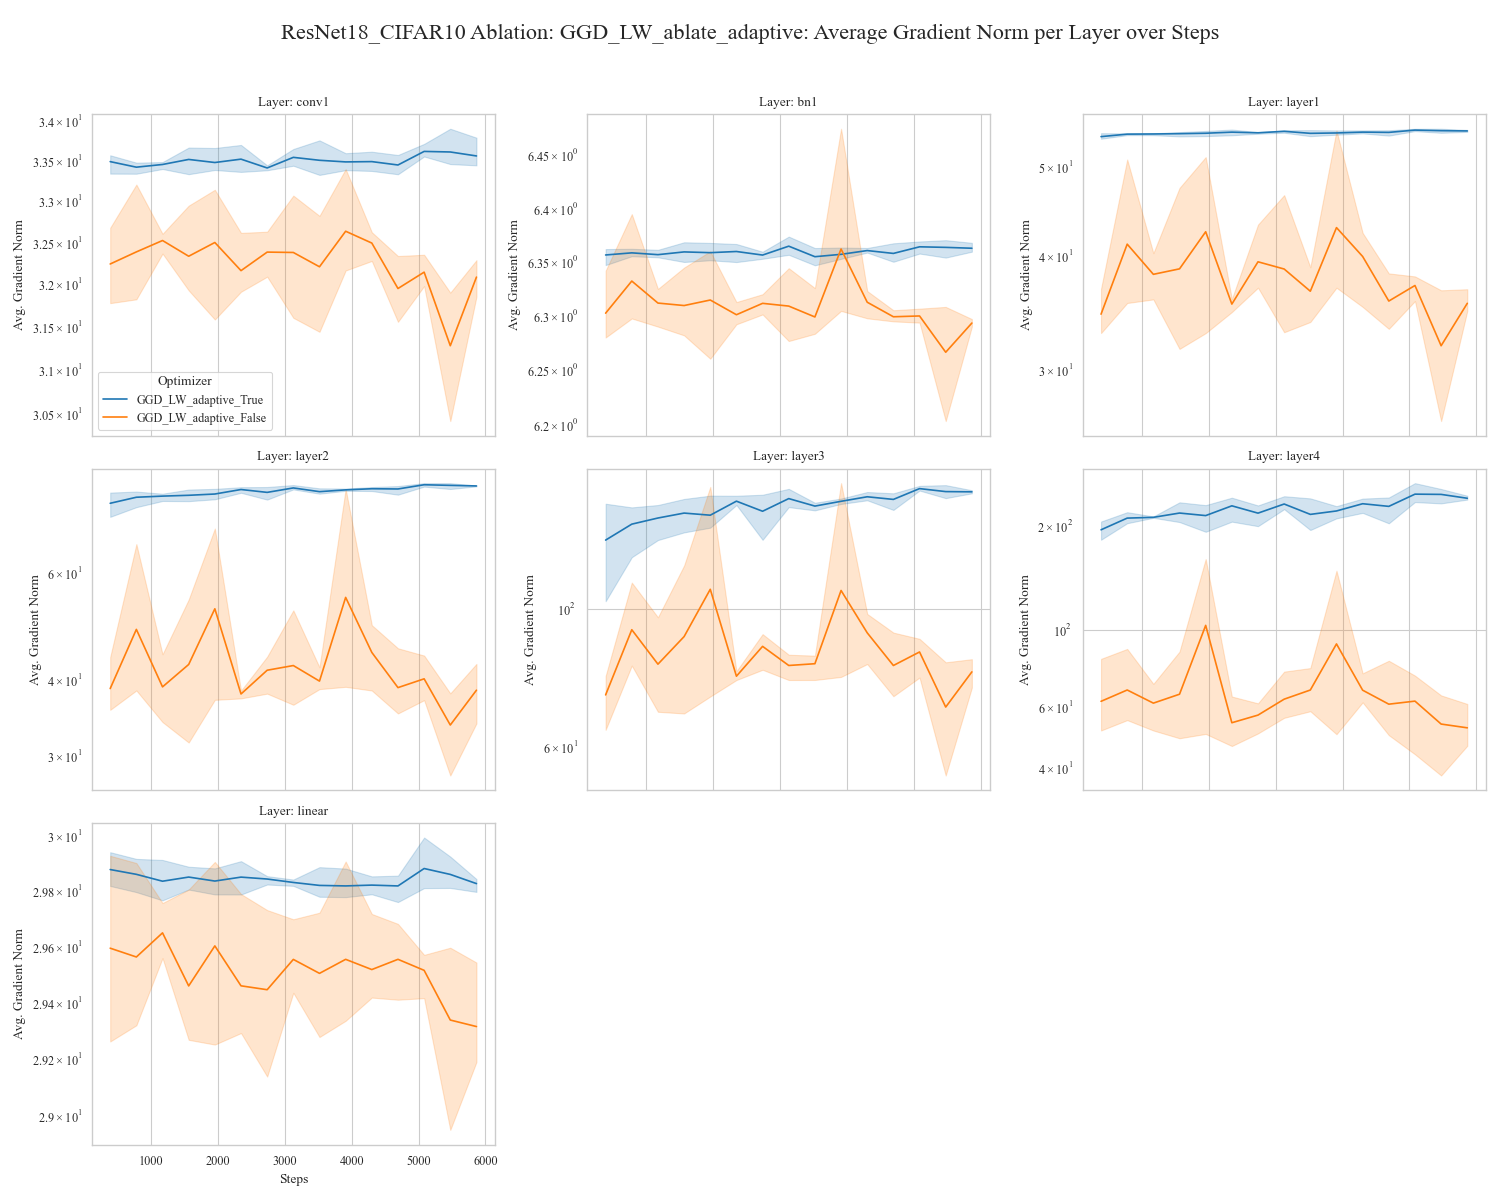 ResNet18_CIFAR10 Ablation: GGD_LW_ablate_adaptive: Average Gradient Norm per Layer over Steps
Layer: conv1
Avg. Gradient Norm
3.4 × 10¹
3.35 × 10¹
3.3 × 10¹
3.25 × 10¹
3.2 × 10¹
3.15 × 10¹
3.1 × 10¹
3.05 × 10¹
Optimizer
GGD_LW_adaptive_True
GGD_LW_adaptive_False
Layer: bn1
Avg. Gradient Norm
6.45 × 10⁰
6.4 × 10⁰
6.35 × 10⁰
6.3 × 10⁰
6.25 × 10⁰
6.2 × 10⁰
Layer: layer1
Avg. Gradient Norm
5 × 10¹
4 × 10¹
3 × 10¹
Layer: layer2
Avg. Gradient Norm
6 × 10¹
4 × 10¹
3 × 10¹
Layer: layer3
Avg. Gradient Norm
10²
6 × 10¹
Layer: layer4
Avg. Gradient Norm
2 × 10²
10²
6 × 10¹
4 × 10¹
Layer: linear
Avg. Gradient Norm
3 × 10¹
2.98 × 10¹
2.96 × 10¹
2.94 × 10¹
2.92 × 10¹
2.9 × 10¹
1000 2000 3000 4000 5000 6000
Steps